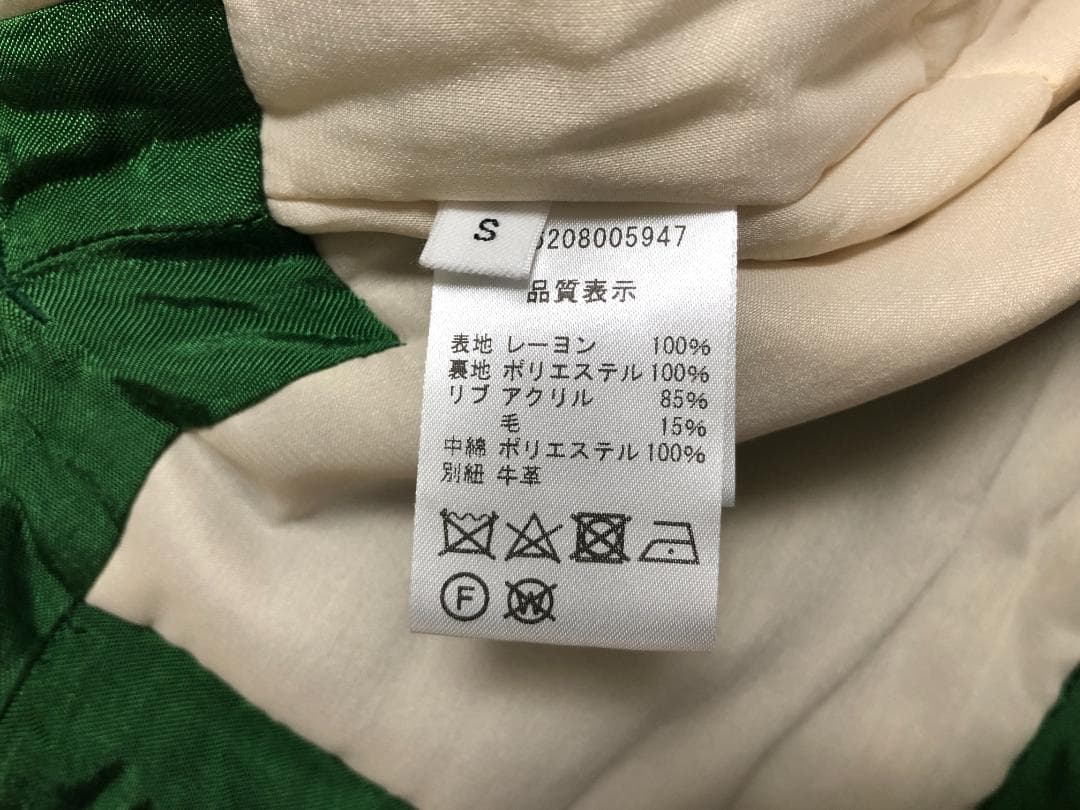 S
208005947
品質表示
表地 レーヨン 100%
裏地 ポリエステル 100%
リブ アクリル 85%
毛 15%
中綿 ポリエステル 100%
別紐 牛革
F W